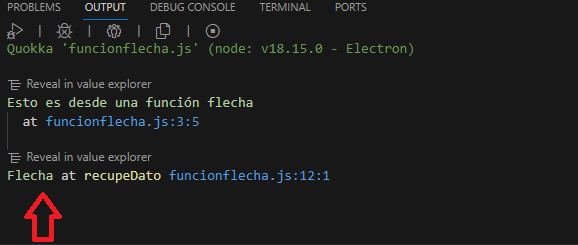 PROBLEMS OUTPUT DEBUG CONSOLE TERMINAL PORTS
Quokka 'funcionflecha.js' (node: v18.15.0 - Electron)
Reveal in value explorer
Esto es desde una función flecha
at funcionflecha.js:3:5
Reveal in value explorer
Flecha at recupeDato funcionflecha.js:12:1